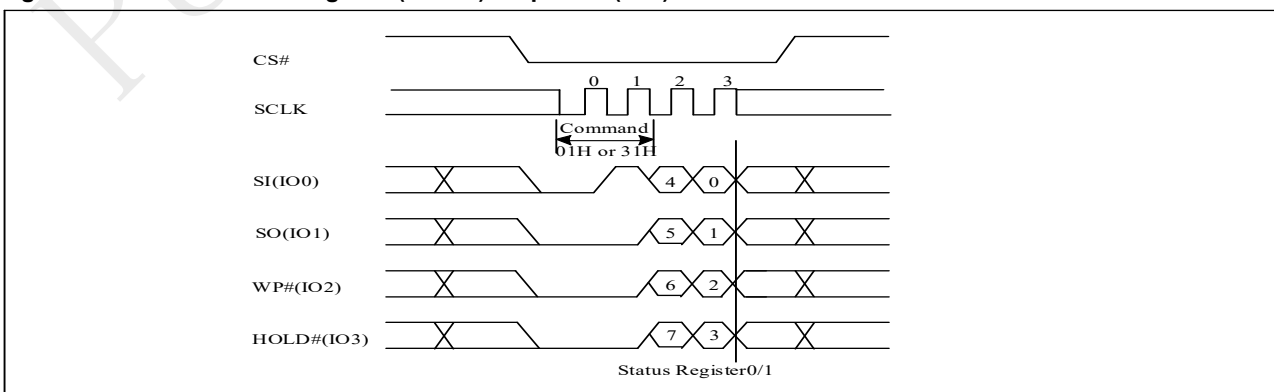 CS#
0 1 2 3
SCLK
Command
01H or 31H
SI(IO0) 4 0
SO(IO1) 5 1
WP#(IO2) 6 2
HOLD#(IO3) 7 3
Status Register0/1